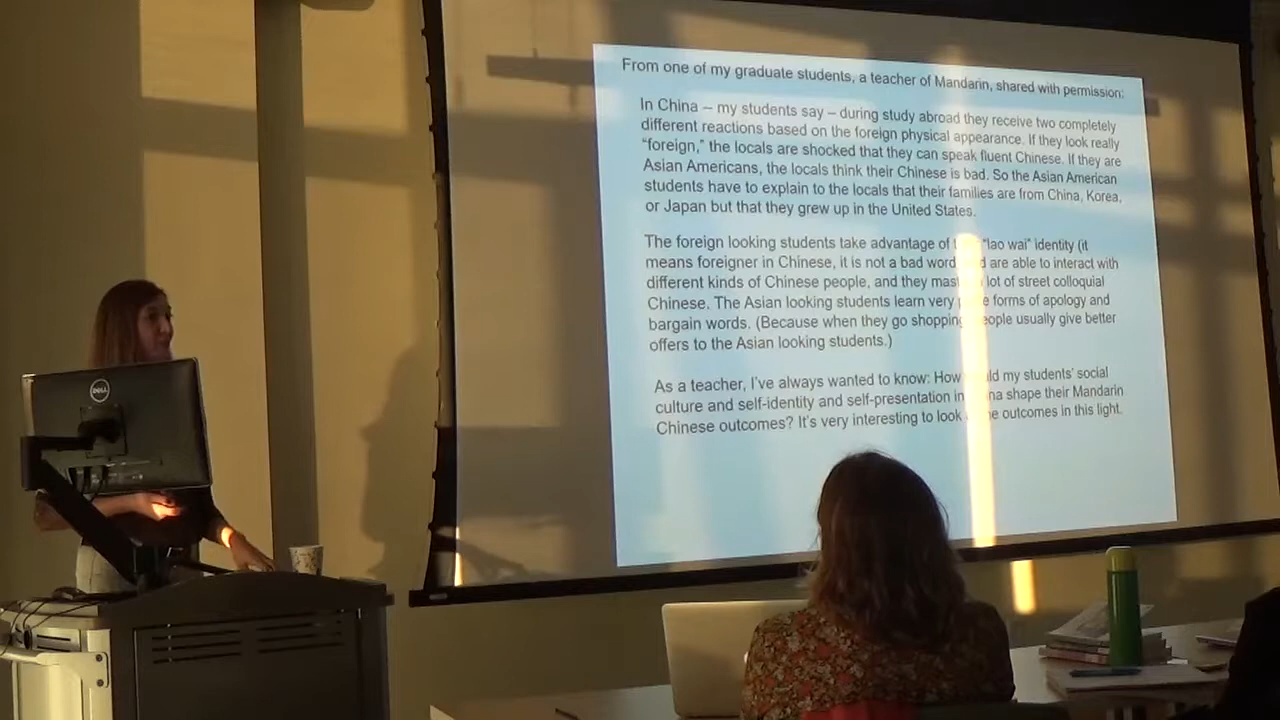 DELL
From one of my graduate students, a teacher of Mandarin, shared with permission:
In China – my students say – during study abroad they receive two completely
different reactions based on the foreign physical appearance. If they look really
“foreign,” the locals are shocked that they can speak fluent Chinese. If they are
Asian Americans, the locals think their Chinese is bad. So the Asian American
students have to explain to the locals that their families are from China, Korea,
or Japan but that they grew up in the United States.
The foreign looking students take advantage of “lao wai” identity (it
means foreigner in Chinese, it is not a bad word are able to interact with
different kinds of Chinese people, and they lot of street colloquial
Chinese. The Asian looking students learn very forms of apology and
bargain words. (Because when they go shopping people usually give better
offers to the Asian looking students.)
As a teacher, I’ve always wanted to know: How my students’ social
culture and self-identity and self-presentation in shape their Mandarin
Chinese outcomes? It’s very interesting to look outcomes in this light.